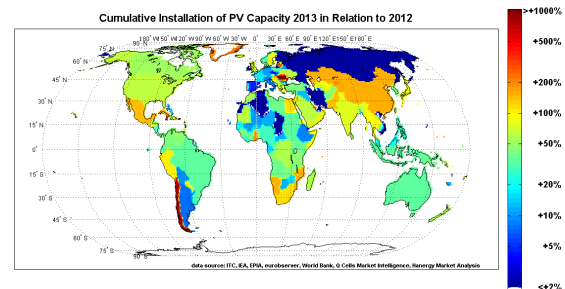 Cumulative Installation of PV Capacity 2013 in Relation to 2012
180° W 150° W 120° W 90° W 60° W 30° W 0° 30° E 60° E 90° E 120° E 150° E 180° E
90° N
75° N
60° N
45° N
30° N
15° N
0°
15° S
30° S
45° S
60° S
75° S
90° S
data source: ITC, IEA, EPIA, euroobserver, World Bank, Q Cells Market Intelligence, Hanergy Market Analysis
>+1000%
+500%
+200%
+100%
+50%
+20%
+10%
+5%
<+2%